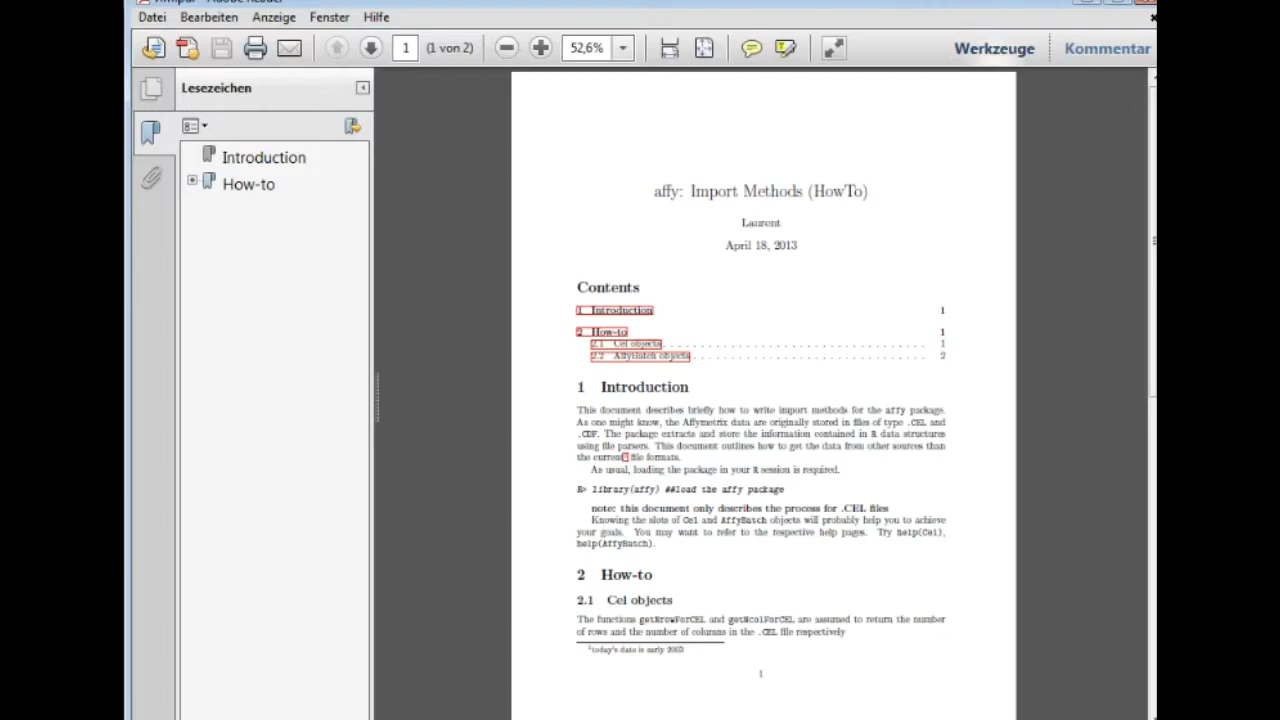 Datei Bearbeiten Anzeige Fenster Hilfe
1 (1 von 2) 52,6% Werkzeuge Kommentar
Lesezeichen
Introduction
How-to
affy: Import Methods (HowTo)
Laurent
April 18, 2013
Contents
1 Introduction 1
2 How-to 1
2.1 Cel objects . . . . . . . . . . . . . . . . . . . . . . . . . . . . . . 1
2.2 AffyBatch objects . . . . . . . . . . . . . . . . . . . . . . . . . . . 2
1 Introduction
This document describes briefly how to write import methods for the affy package.
As one might know, the Affymetrix data are originally stored in files of type .CEL and
.CDF. The package extracts and store the information contained in R data structures
using file parsers. This document outlines how to get the data from other sources than
the current1 file formats.
As usual, loading the package in your R session is required.
R> library(affy) ##load the affy package
note: this document only describes the process for .CEL files
Knowing the slots of Cel and AffyBatch objects will probably help you to achieve
your goals. You may want to refer to the respective help pages. Try help(Cel),
help(AffyBatch).
2 How-to
2.1 Cel objects
The functions getNrowForCEL and getNcolForCEL are assumed to return the number
of rows and the number of columns in the .CEL file respectively
1today's date is early 2003
1